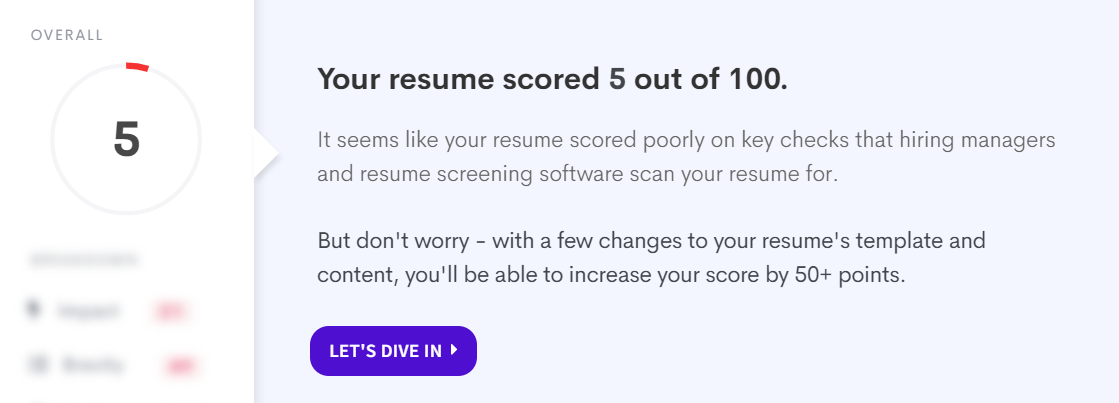 OVERALL
5
Your resume scored 5 out of 100.
It seems like your resume scored poorly on key checks that hiring managers
and resume screening software scan your resume for.
But don't worry - with a few changes to your resume's template and
content, you'll be able to increase your score by 50+ points.
LET'S DIVE IN
Impact
Brevity